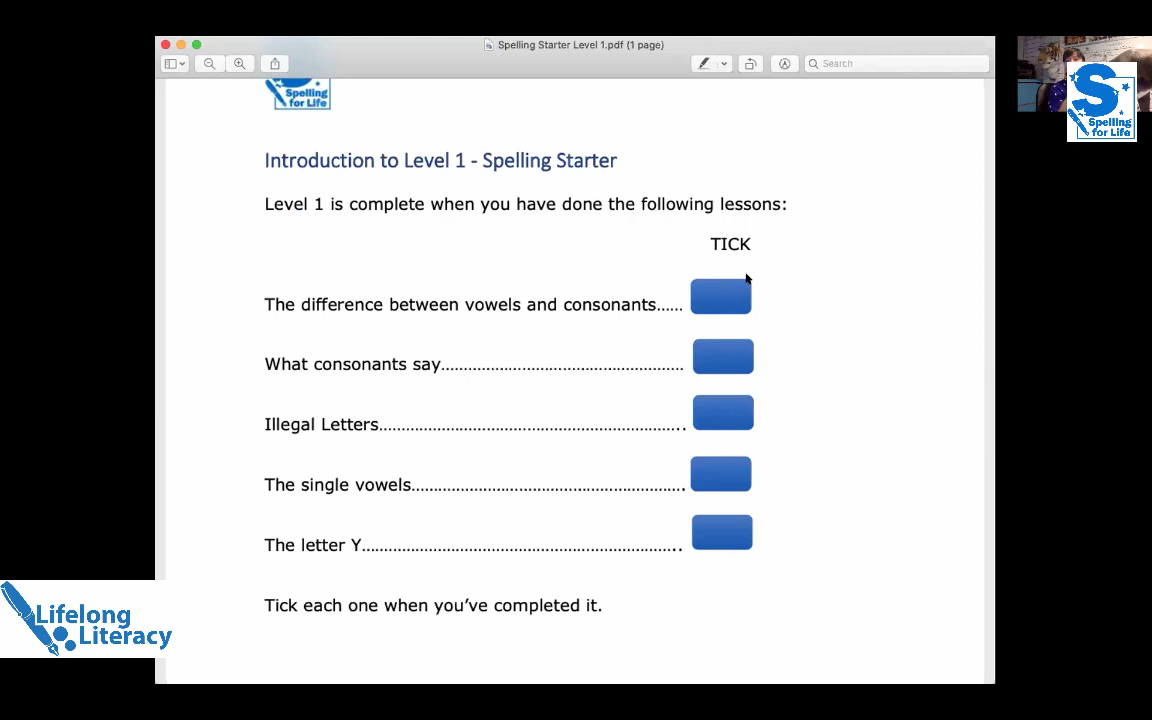 Spelling Starter Level 1.pdf (1 page)
Search
Spelling
for Life
S
Spelling
for Life
Introduction to Level 1 - Spelling Starter
Level 1 is complete when you have done the following lessons:
TICK
The difference between vowels and consonants......
What consonants say......................................................
Illegal Letters....................................................................
The single vowels.............................................................
The letter Y.......................................................................
Tick each one when you've completed it.
Lifelong
Literacy